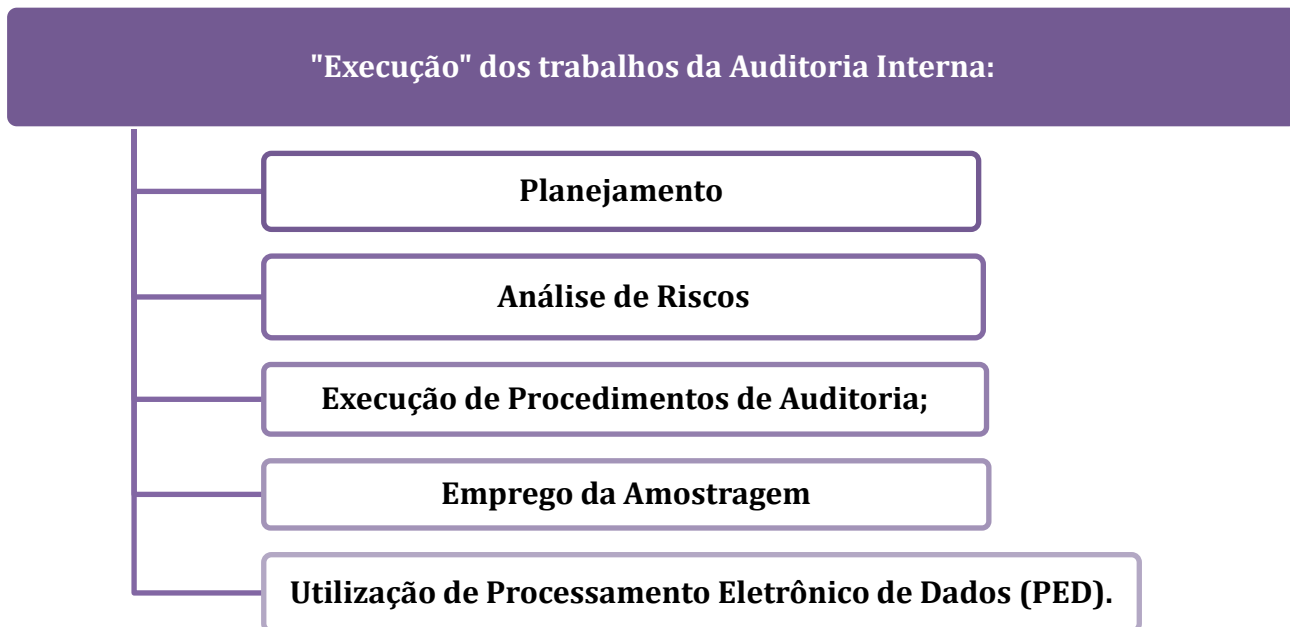 "Execução" dos trabalhos da Auditoria Interna:
Planejamento
Análise de Riscos
Execução de Procedimentos de Auditoria;
Emprego da Amostragem
Utilização de Processamento Eletrônico de Dados (PED).